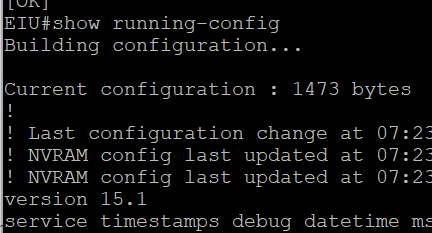 [OK]
EIU#show running-config
Building configuration...
Current configuration : 1473 bytes
!
! Last configuration change at 07:23
! NVRAM config last updated at 07:23
! NVRAM config last updated at 07:23
version 15.1
service timestamps debug datetime ms